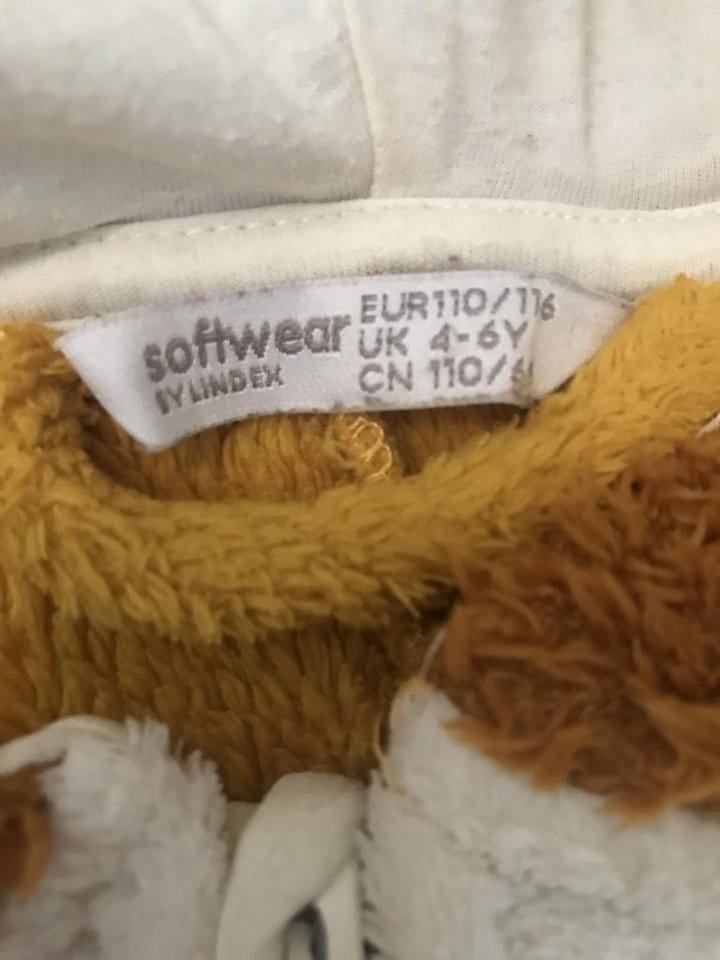 softwear
BY LINDEX
EUR110/116
UK 4-6Y
CN 110/